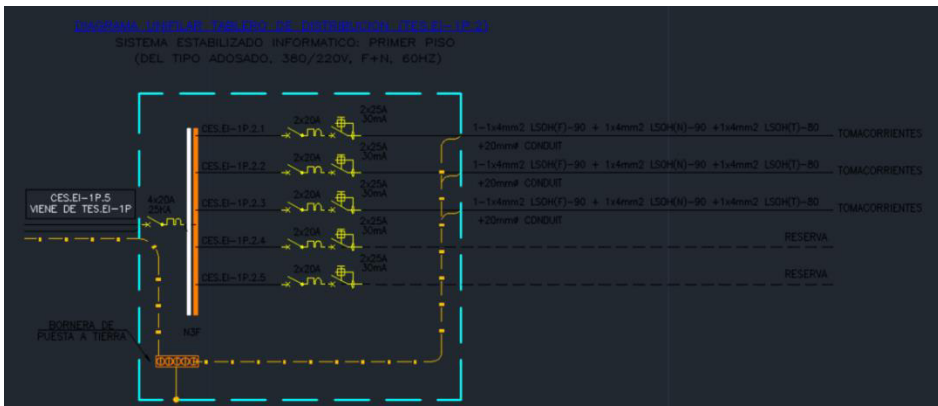 DIAGRAMA UNIFILAR TABLERO DE DISTRIBUCION (TES.EI-1P.2)
SISTEMA ESTABILIZADO INFORMATICO: PRIMER PISO
(DEL TIPO ADOSADO, 380/220V, F+N, 60HZ)
CES.EI-1P.2.1
2x20A
2x25A
30mA
1-1x4mm2 LSOH(F)-90 + 1x4mm2 LSOH(N)-90 +1x4mm2 LSOH(T)-80
+20mmø CONDUIT
TOMACORRIENTES
CES.EI-1P.2.2
2x20A
2x25A
30mA
1-1x4mm2 LSOH(F)-90 + 1x4mm2 LSOH(N)-90 +1x4mm2 LSOH(T)-80
+20mmø CONDUIT
TOMACORRIENTES
CES.EI-1P.5
VIENE DE TES.EI-1P
4x20A
25KA
CES.EI-1P.2.3
2x20A
2x25A
30mA
1-1x4mm2 LSOH(F)-90 + 1x4mm2 LSOH(N)-90 +1x4mm2 LSOH(T)-80
+20mmø CONDUIT
TOMACORRIENTES
CES.EI-1P.2.4
2x20A
2x25A
30mA
RESERVA
CES.EI-1P.2.5
2x20A
2x25A
30mA
RESERVA
BORNERA DE
PUESTA A TIERRA
N3F